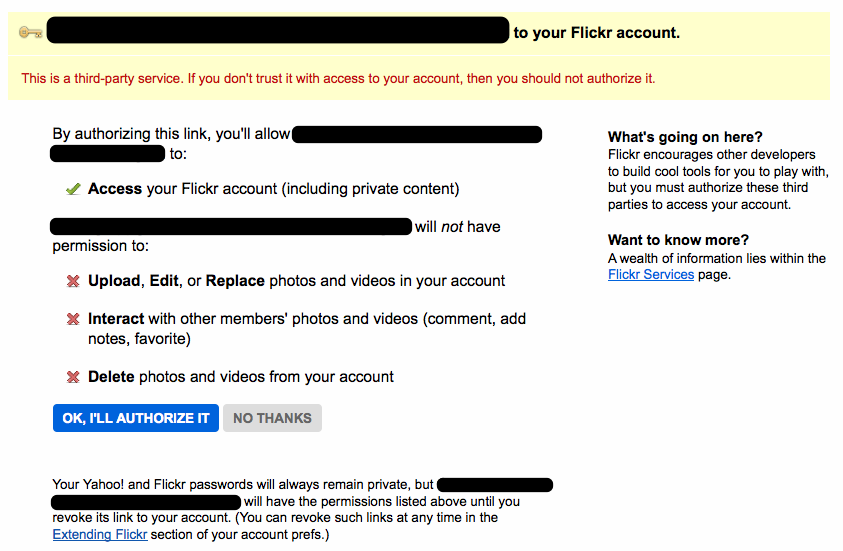 to your Flickr account.
This is a third-party service. If you don't trust it with access to your account, then you should not authorize it.
By authorizing this link, you'll allow
to:
Access your Flickr account (including private content)
will not have
permission to:
Upload, Edit, or Replace photos and videos in your account
Interact with other members' photos and videos (comment, add
notes, favorite)
Delete photos and videos from your account
OK, I'LL AUTHORIZE IT
NO THANKS
Your Yahoo! and Flickr passwords will always remain private, but
will have the permissions listed above until you
revoke its link to your account. (You can revoke such links at any time in the
Extending Flickr section of your account prefs.)
What's going on here?
Flickr encourages other developers
to build cool tools for you to play with,
but you must authorize these third
parties to access your account.
Want to know more?
A wealth of information lies within the
Flickr Services page.